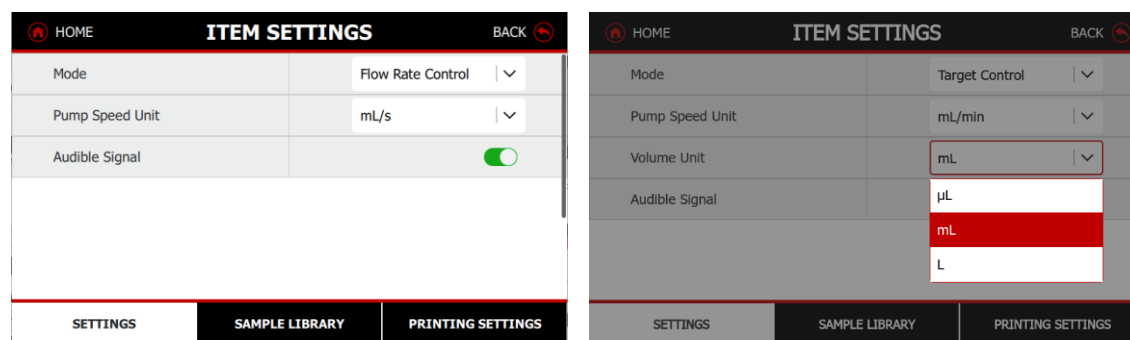 HOME ITEM SETTINGS BACK
Mode Flow Rate Control
Pump Speed Unit mL/s
Audible Signal
SETTINGS SAMPLE LIBRARY PRINTING SETTINGS
HOME ITEM SETTINGS BACK
Mode Target Control
Pump Speed Unit mL/min
Volume Unit mL
Audible Signal µL
mL
L
SETTINGS SAMPLE LIBRARY PRINTING SETTINGS